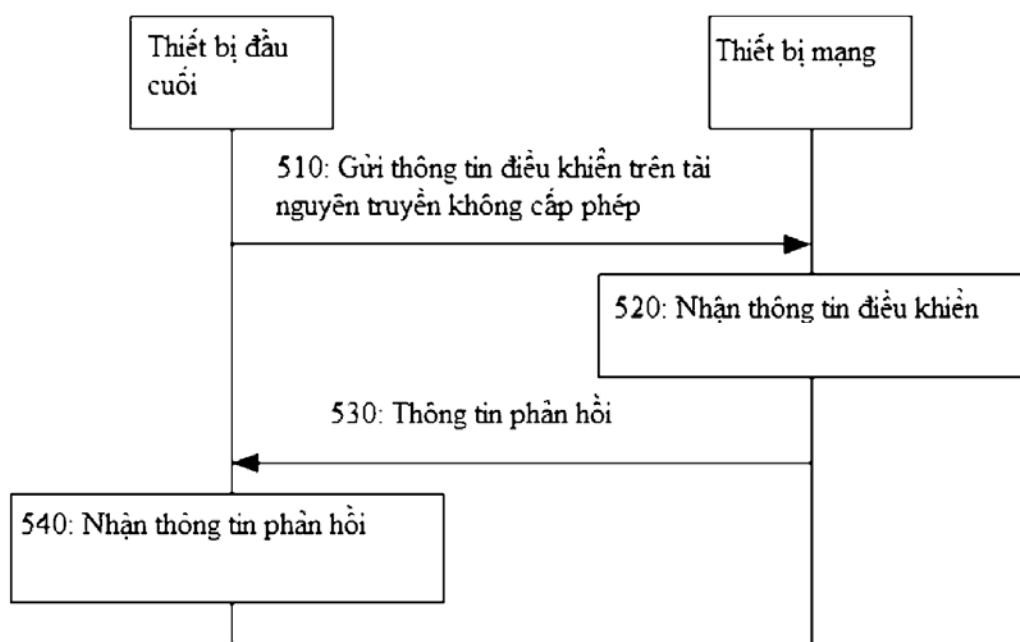 Thiết bị đầu
cuối
Thiết bị mạng
510: Gửi thông tin điều khiển trên tài
nguyên truyền không cấp phép
520: Nhận thông tin điều khiển
530: Thông tin phản hồi
540: Nhận thông tin phản hồi